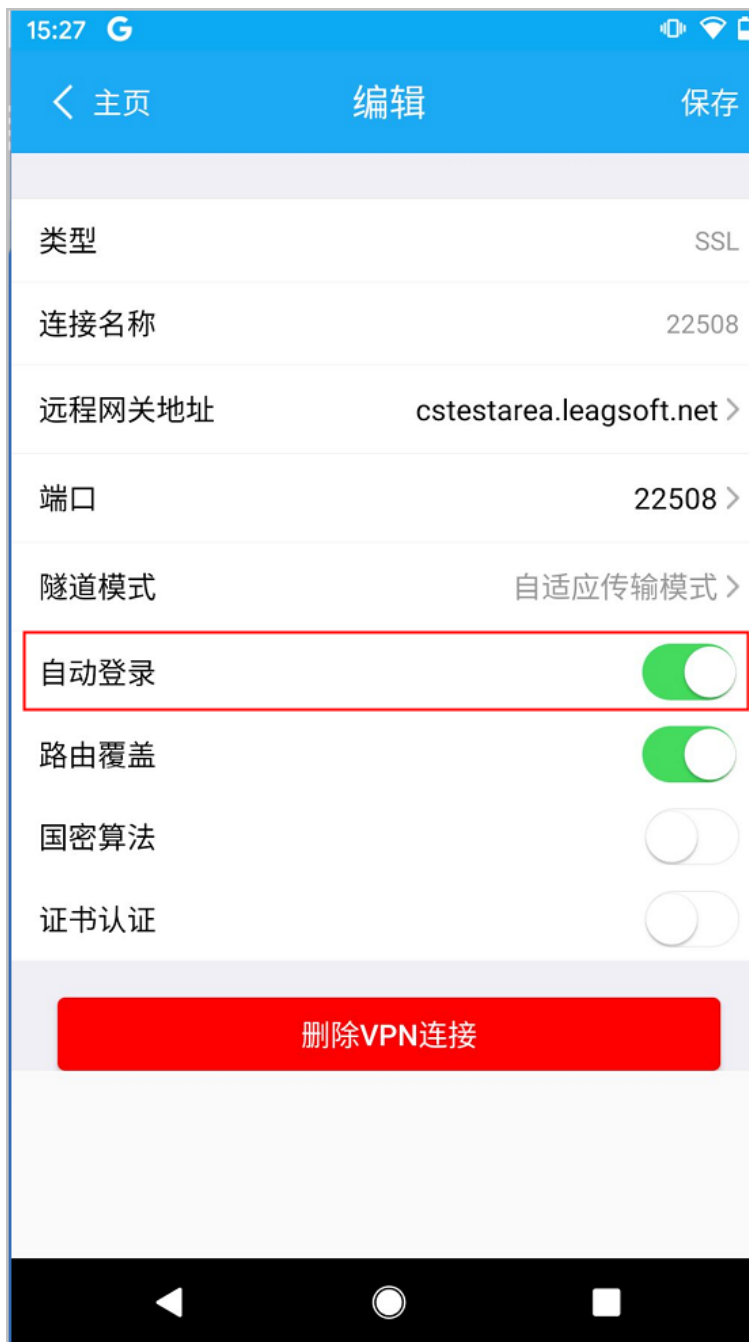 15:27 G
主页 编辑 保存
类型 SSL
连接名称 22508
远程网关地址 cstestarea.leagsoft.net
端口 22508
隧道模式 自适应传输模式
自动登录
路由覆盖
国密算法
证书认证
删除VPN连接